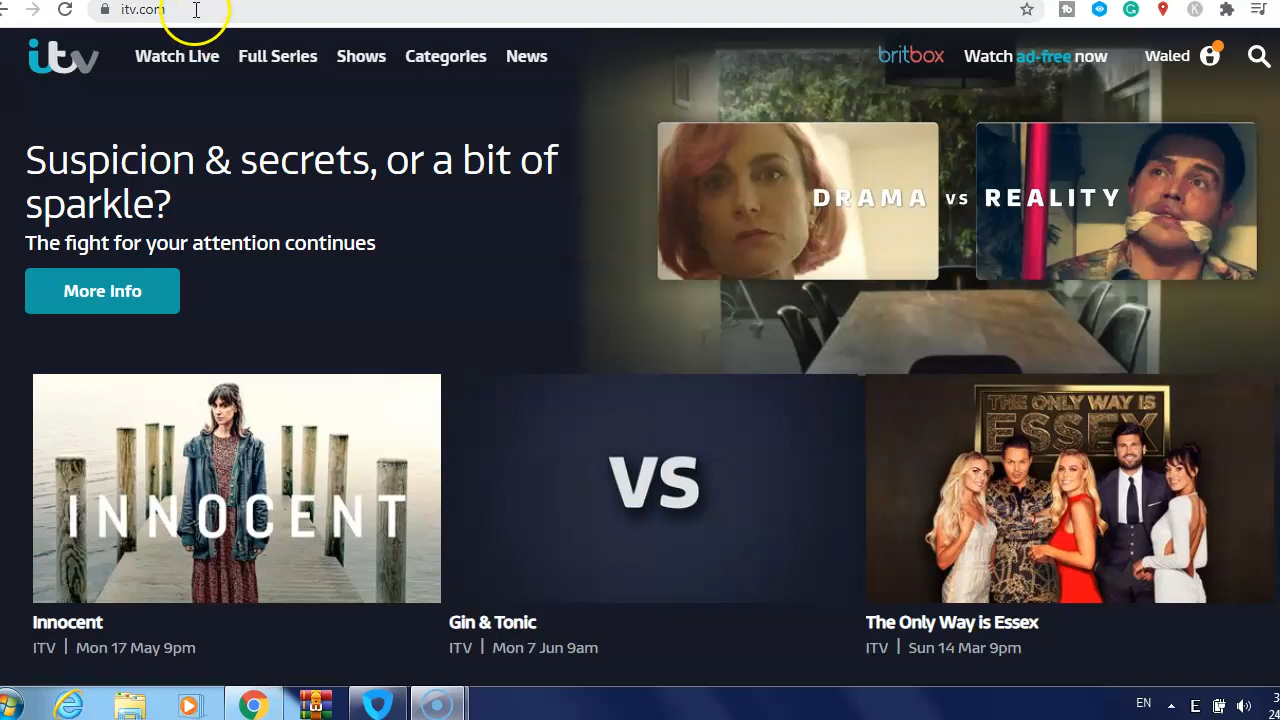 itv.com
itv
Watch Live
Full Series
Shows
Categories
News
britbox
Watch ad-free now
Waled
Suspicion & secrets, or a bit of
sparkle?
The fight for your attention continues
More Info
DRAMA vs REALITY
INNOCENT
VS
THE ONLY WAY IS
ESSEX
Innocent
ITV | Mon 17 May 9pm
Gin & Tonic
ITV | Mon 7 Jun 9am
The Only Way is Essex
ITV | Sun 14 Mar 9pm
EN